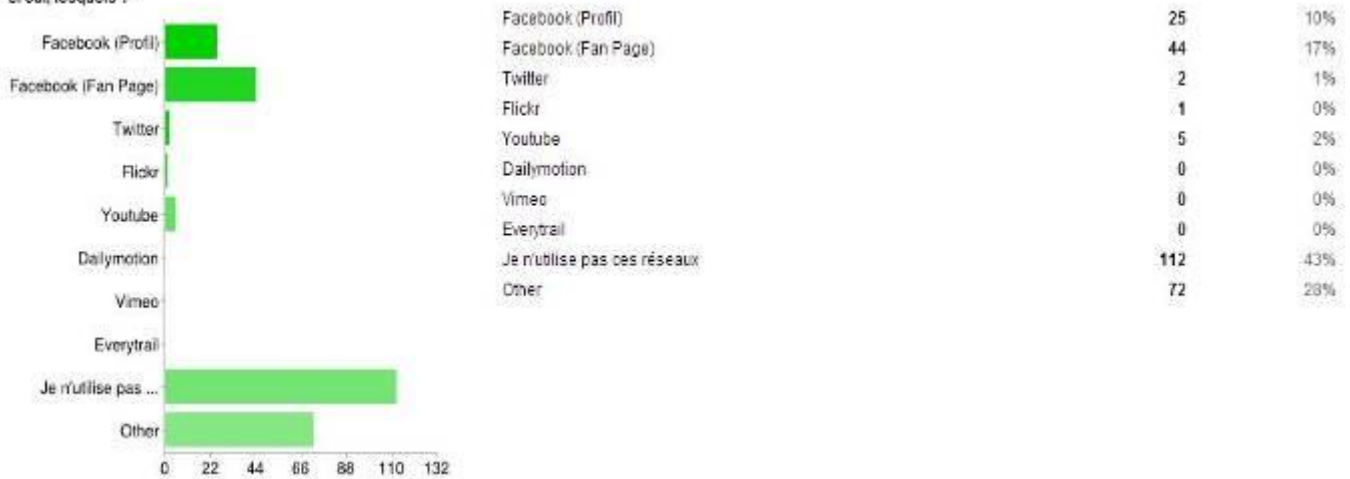 Facebook (Profil)
Facebook (Fan Page)
Twitter
Flickr
Youtube
Dailymotion
Vimeo
Everytrail
Je n'utilise pas ...
Other
0 22 44 66 88 110 132
Facebook (Profil) 25 10%
Facebook (Fan Page) 44 17%
Twitter 2 1%
Flickr 1 0%
Youtube 5 2%
Dailymotion 0 0%
Vimeo 0 0%
Everytrail 0 0%
Je n'utilise pas ces réseaux 112 43%
Other 72 28%